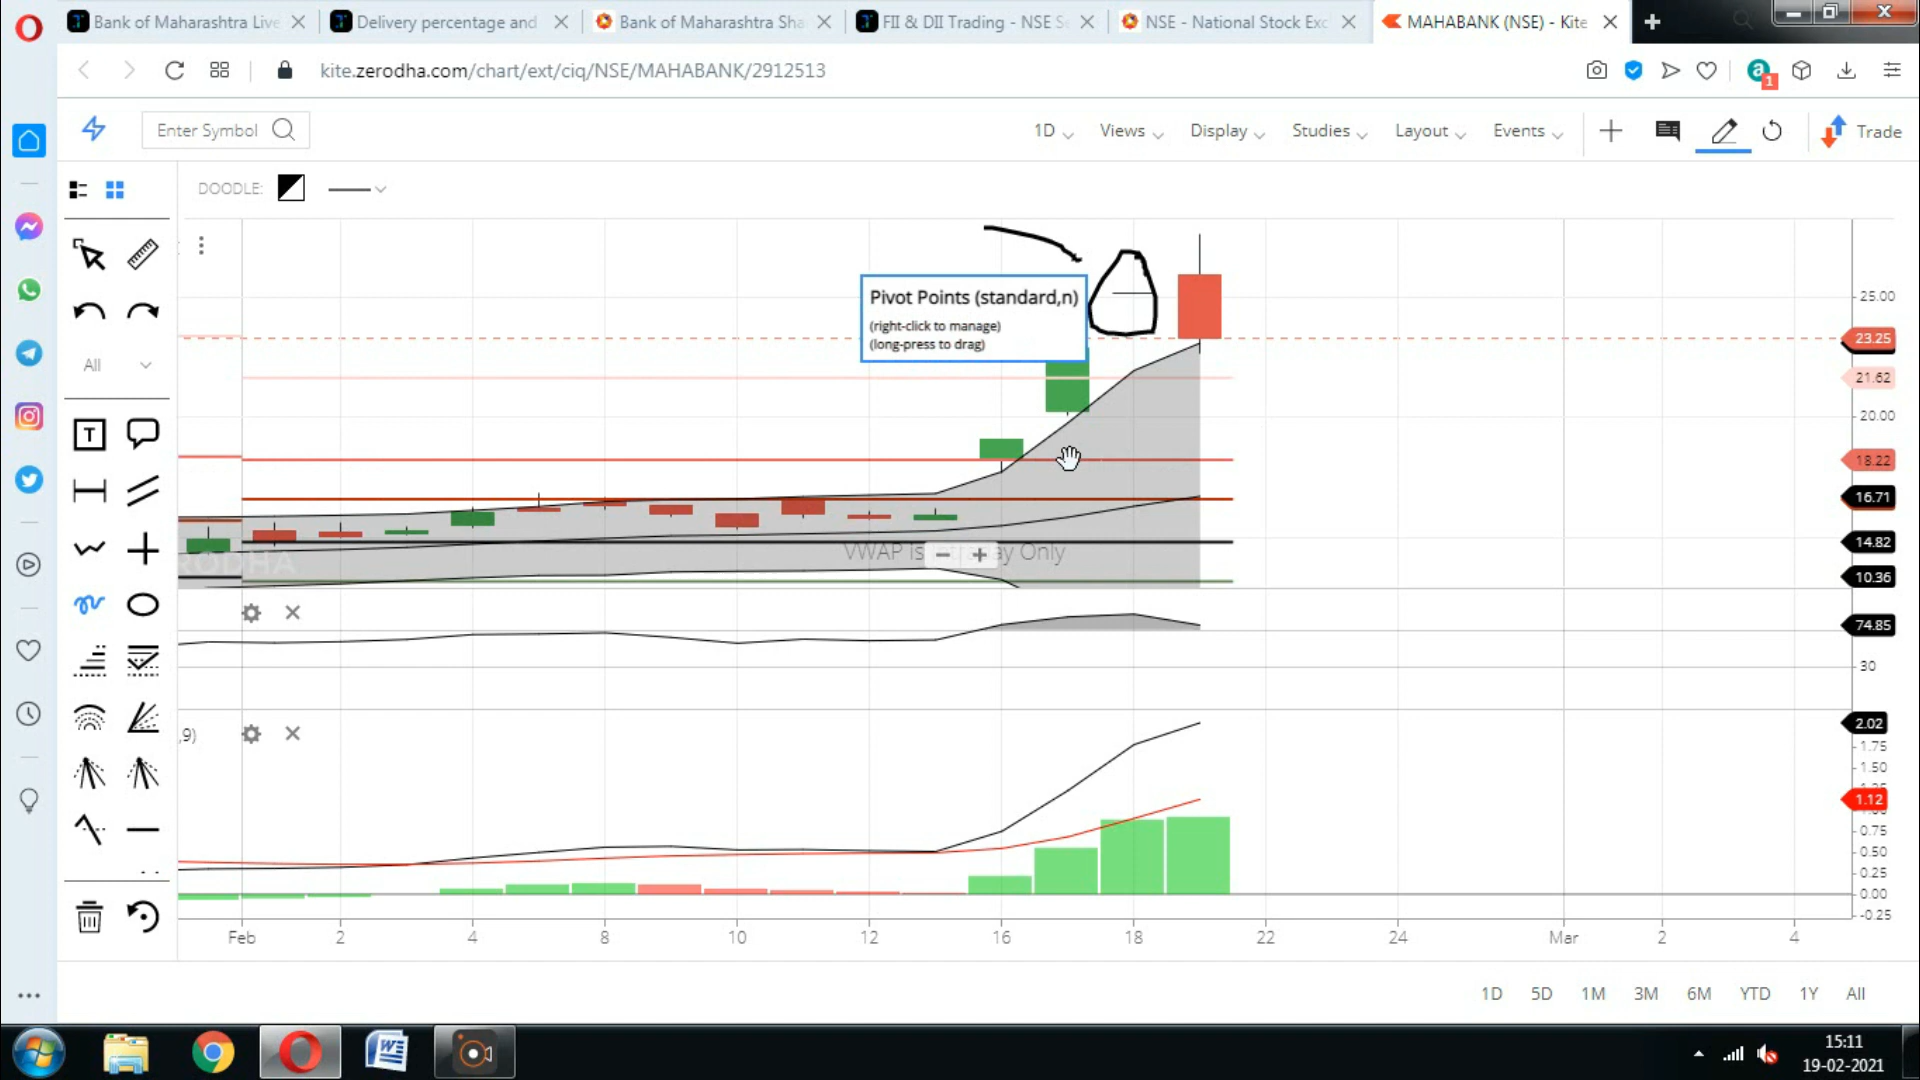 Bank of Maharashtra Live
Delivery percentage and
Bank of Maharashtra Sha
FII & DII Trading - NSE S
NSE - National Stock Exc
MAHABANK (NSE) - Kite
kite.zerodha.com/chart/ext/ciq/NSE/MAHABANK/2912513
a
1
Enter Symbol
1D
Views
Display
Studies
Layout
Events
Trade
DOODLE:
Pivot Points (standard,n)
(right-click to manage)
(long-press to drag)
All
T
25.00
23.25
21.62
20.00
18.22
16.71
14.82
10.36
VWAP is
ay Only
74.85
30
,9)
2.02
1.75
1.50
1.12
0.75
0.50
0.25
0.00
-0.25
Feb
2
4
8
10
12
16
18
22
24
Mar
2
4
1D
5D
1M
3M
6M
YTD
1Y
All
15:11
19-02-2021